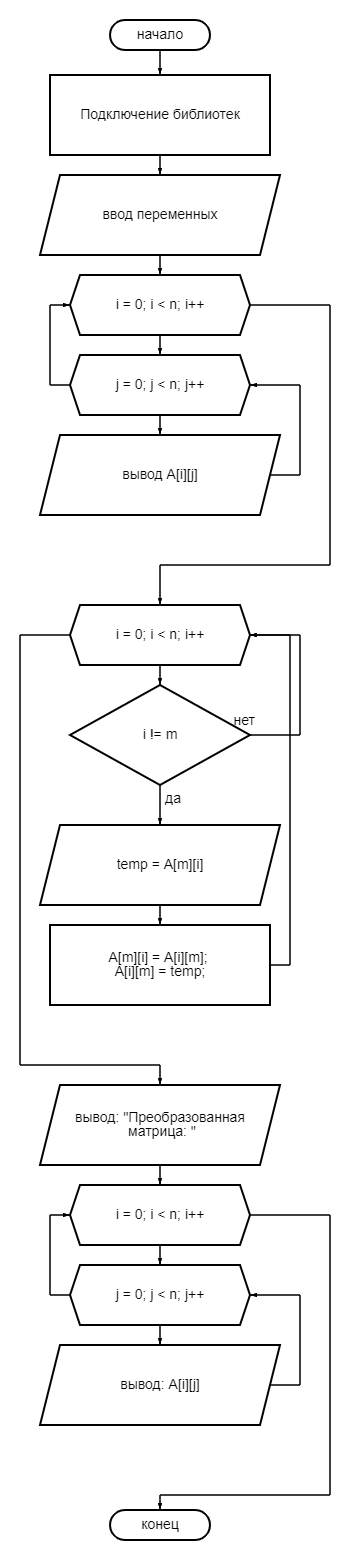 начало
Подключение библиотек
ввод переменных
i = 0; i < n; i++
j = 0; j < n; j++
вывод A[i][j]
i = 0; i < n; i++
i != m
нет
да
temp = A[m][i]
A[m][i] = A[i][m];
A[i][m] = temp;
вывод: "Преобразованная
матрица: "
i = 0; i < n; i++
j = 0; j < n; j++
вывод: A[i][j]
конец